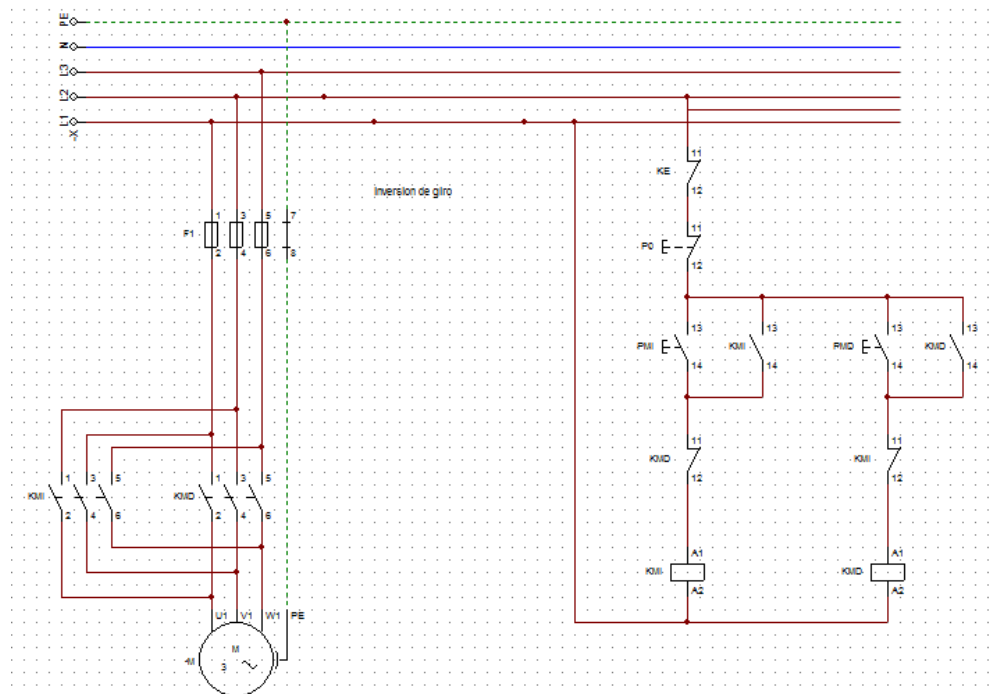 PE
N
L3
L2
L1
-X
Inversion de giiro
F1
1 3 5 7
2 4 6 8
KE
11
12
P0
11
12
PMI
13
14
KMI
13
14
PMD
13
14
KMD
13
14
KMI
1 3 5
2 4 6
KMD
1 3 5
2 4 6
KMD
11
12
KMI
11
12
KMI
A1
A2
KMD
A1
A2
U1 V1 W1 PE
-M
M
3